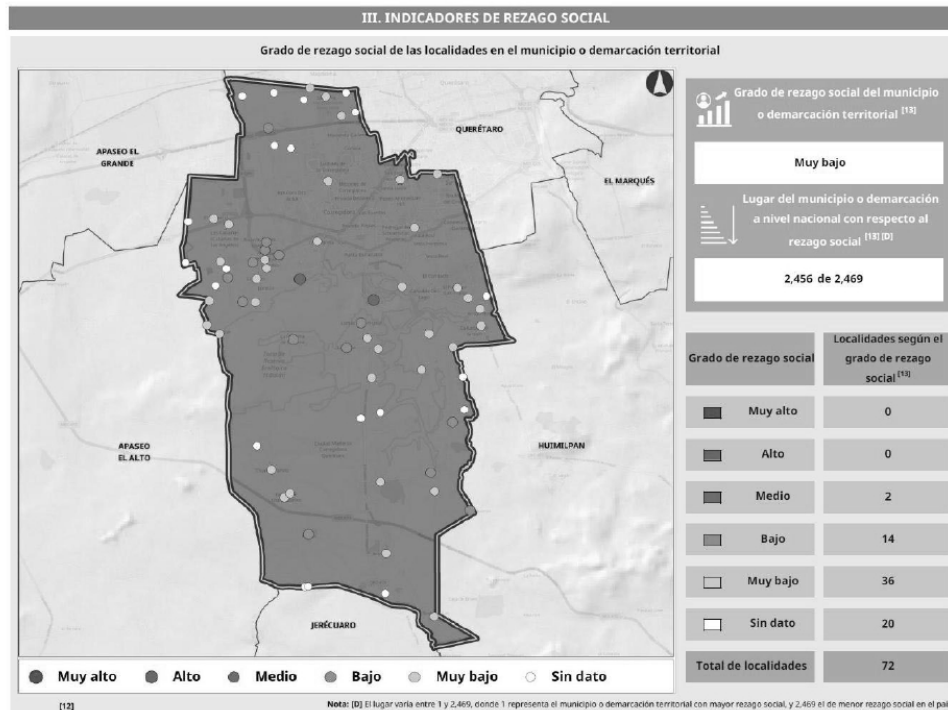 III. INDICADORES DE REZAGO SOCIAL
Grado de rezago social de las localidades en el municipio o demarcación territorial
QUERÉTARO
APASEO EL
GRANDE
EL MARQUÉS
APASEO
EL ALTO
HUIMILPAN
JERÉCUARO
Muy alto
Alto
Medio
Bajo
Muy bajo
Sin dato
Grado de rezago social del municipio
o demarcación territorial [13]
Muy bajo
Lugar del municipio o demarcación
a nivel nacional con respecto al
rezago social [13] [D]
2,456 de 2,469
Grado de rezago social
Localidades según el
grado de rezago
social [13]
Muy alto 0
Alto 0
Medio 2
Bajo 14
Muy bajo 36
Sin dato 20
Total de localidades 72
[12]
Nota: [D] El lugar varía entre 1 y 2,469, donde 1 representa el municipio o demarcación territorial con mayor rezago social, y 2,469 el de menor rezago social en el paí